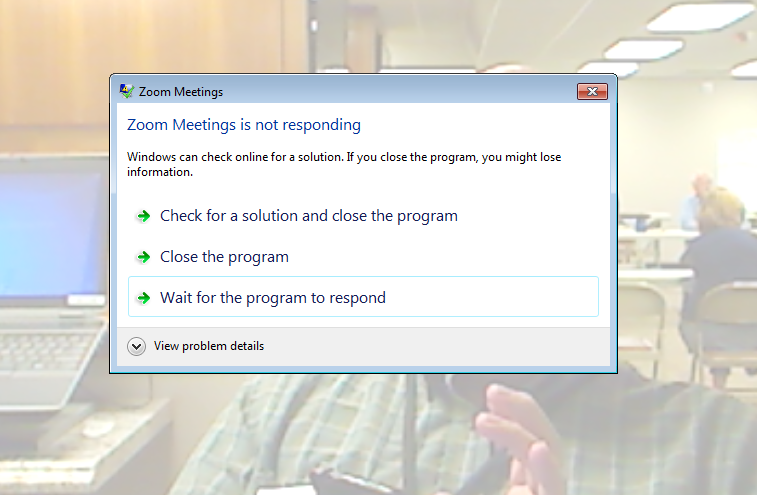 Zoom Meetings
Zoom Meetings is not responding
Windows can check online for a solution. If you close the program, you might lose
information.
Check for a solution and close the program
Close the program
Wait for the program to respond
View problem details